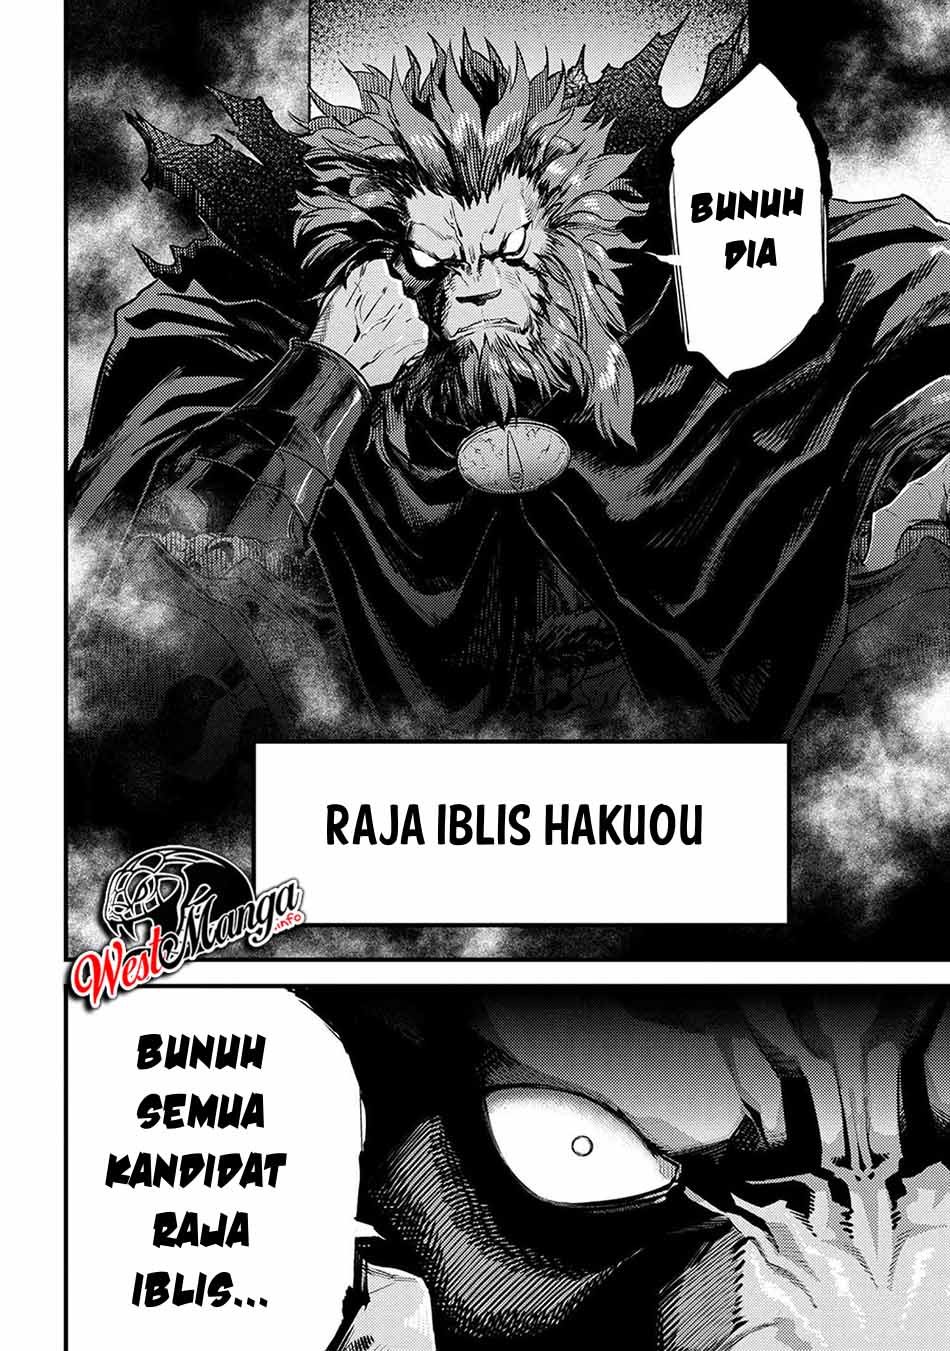 BUNUH
DIA
RAJA IBLIS HAKUOU
WESTMANGA
.info
BUNUH
SEMUA
KANDIDAT
RAJA
IBLIS...